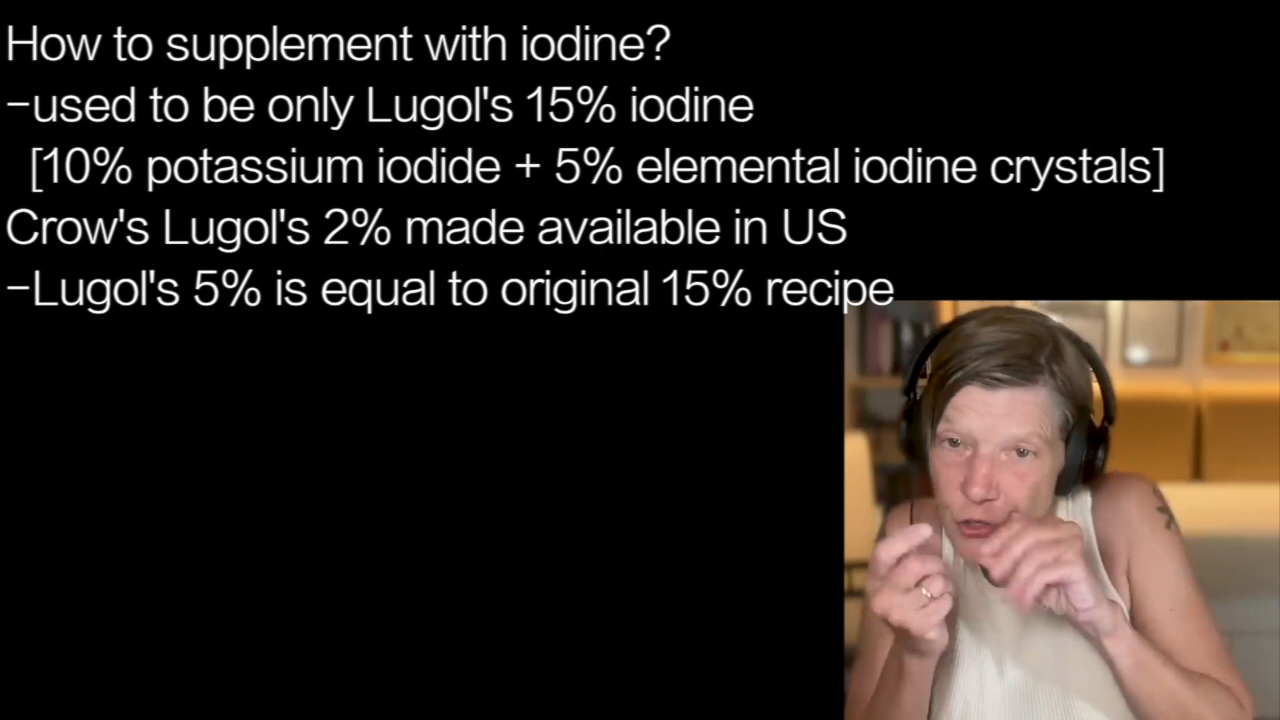 How to supplement with iodine?
−used to be only Lugol's 15% iodine
[10% potassium iodide + 5% elemental iodine crystals]
Crow's Lugol's 2% made available in US
−Lugol's 5% is equal to original 15% recipe